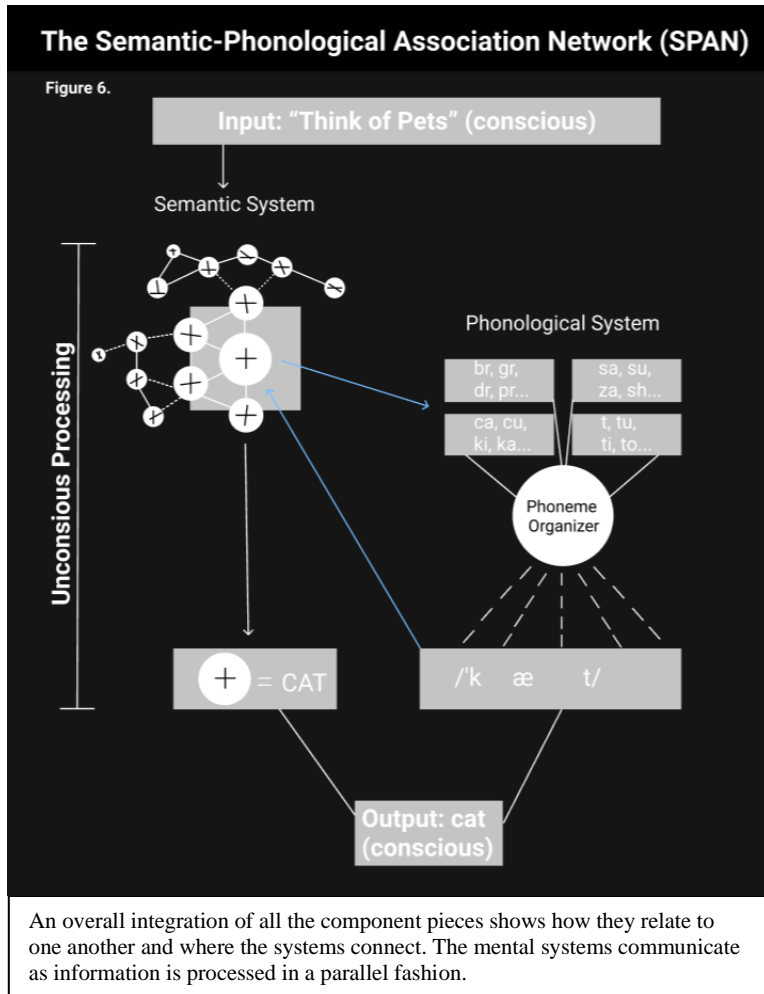 The Semantic-Phonological Association Network (SPAN)
Figure 6.
Input: “Think of Pets” (conscious)
Semantic System
Unconsious Processing
Phonological System
br, gr,
dr, pr...
sa, su,
za, sh...
ca, cu,
ki, ka...
t, tu,
ti, to...
Phoneme
Organizer
+ = CAT
/'k æ t/
Output: cat
(conscious)
An overall integration of all the component pieces shows how they relate to
one another and where the systems connect. The mental systems communicate
as information is processed in a parallel fashion.